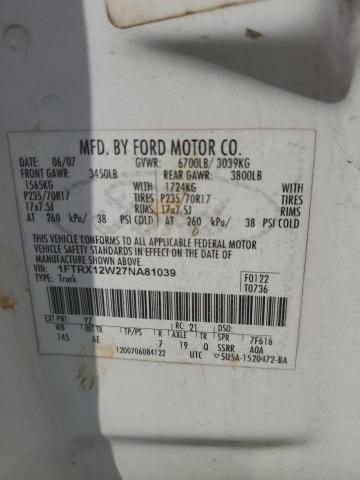 MFD. BY FORD MOTOR CO.
DATE: 06/07 GVWR: 6700LB/ 3039KG
FRONT GAWR: 3450LB REAR GAWR: 3800LB
1565KG WITH 1724KG WITH
P235/70R17 TIRES P235/70R17 TIRES
17x7.5J RIMS 17x7.5J RIMS
AT 260 kPa/ 38 PSI COLD AT 260 kPa/ 38 PSI COLD
THIS VEHICLE CONFORMS TO ALL APPLICABLE FEDERAL MOTOR
VEHICLE SAFETY STANDARDS IN EFFECT ON THE DATE OF
MANUFACTURE SHOWN ABOVE.
VIN: 1FTRX12W27NA81039
TYPE: Truck
F0122
T0736
EXT PNT: YZ RC: 21 DSO:
WB INT TR TP/PS R AXLE TR SPR 7F616
145 AE 7 19 Q SSRR AOA
1200706084122 UTC 5U5A-1520472-BA